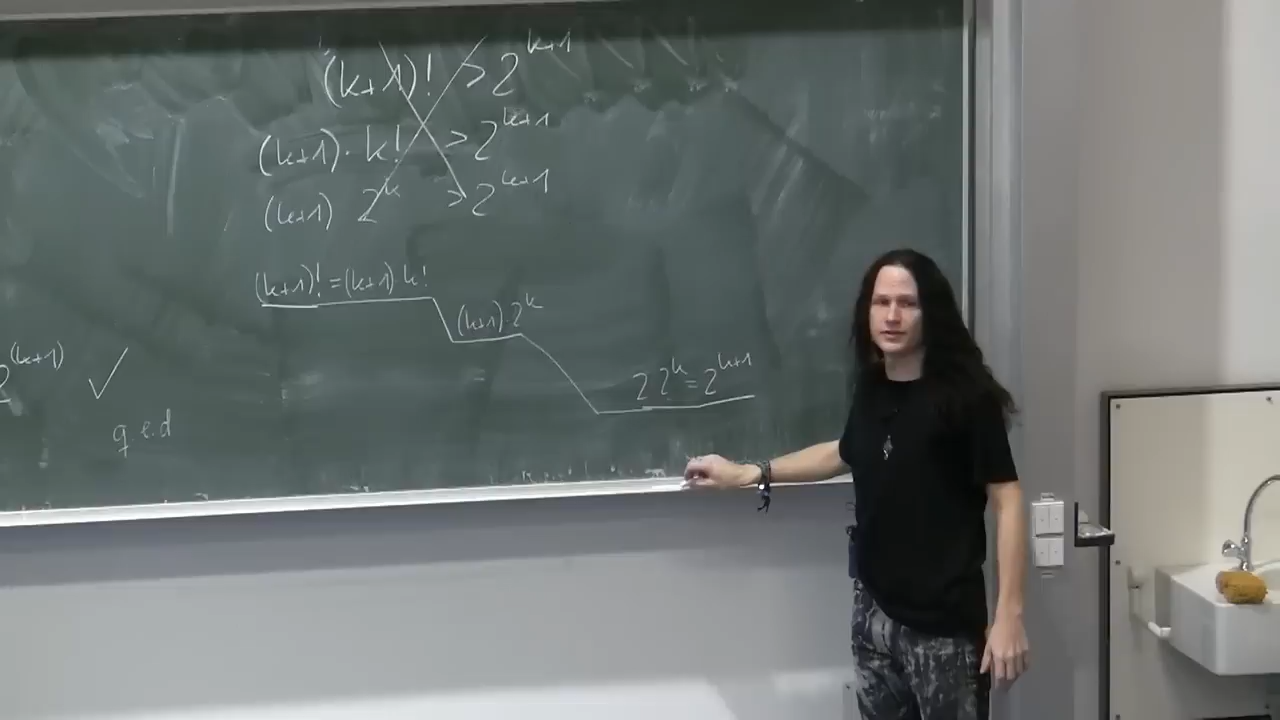 (k+1)! > 2^{k+1}
(k+1)· k! > 2^{k+1}
(k+1) 2^k > 2^{k+1}
(k+1)! = (k+1) k!
(k+1)·2^k
2 2^k = 2^{k+1}
2^{(k+1)} ✓
q.e.d